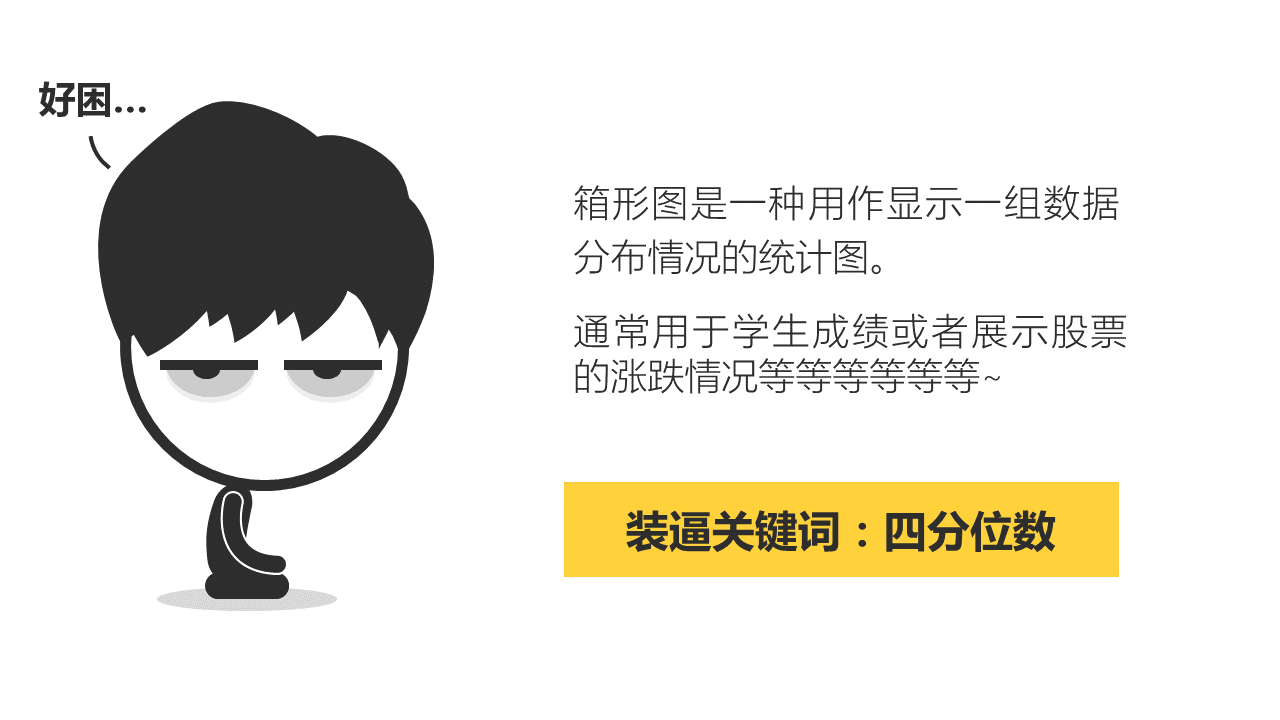 好困...
箱形图是一种用作显示一组数据
分布情况的统计图。
通常用于学生成绩或者展示股票
的涨跌情况等等等等等等~
装逼关键词：四分位数